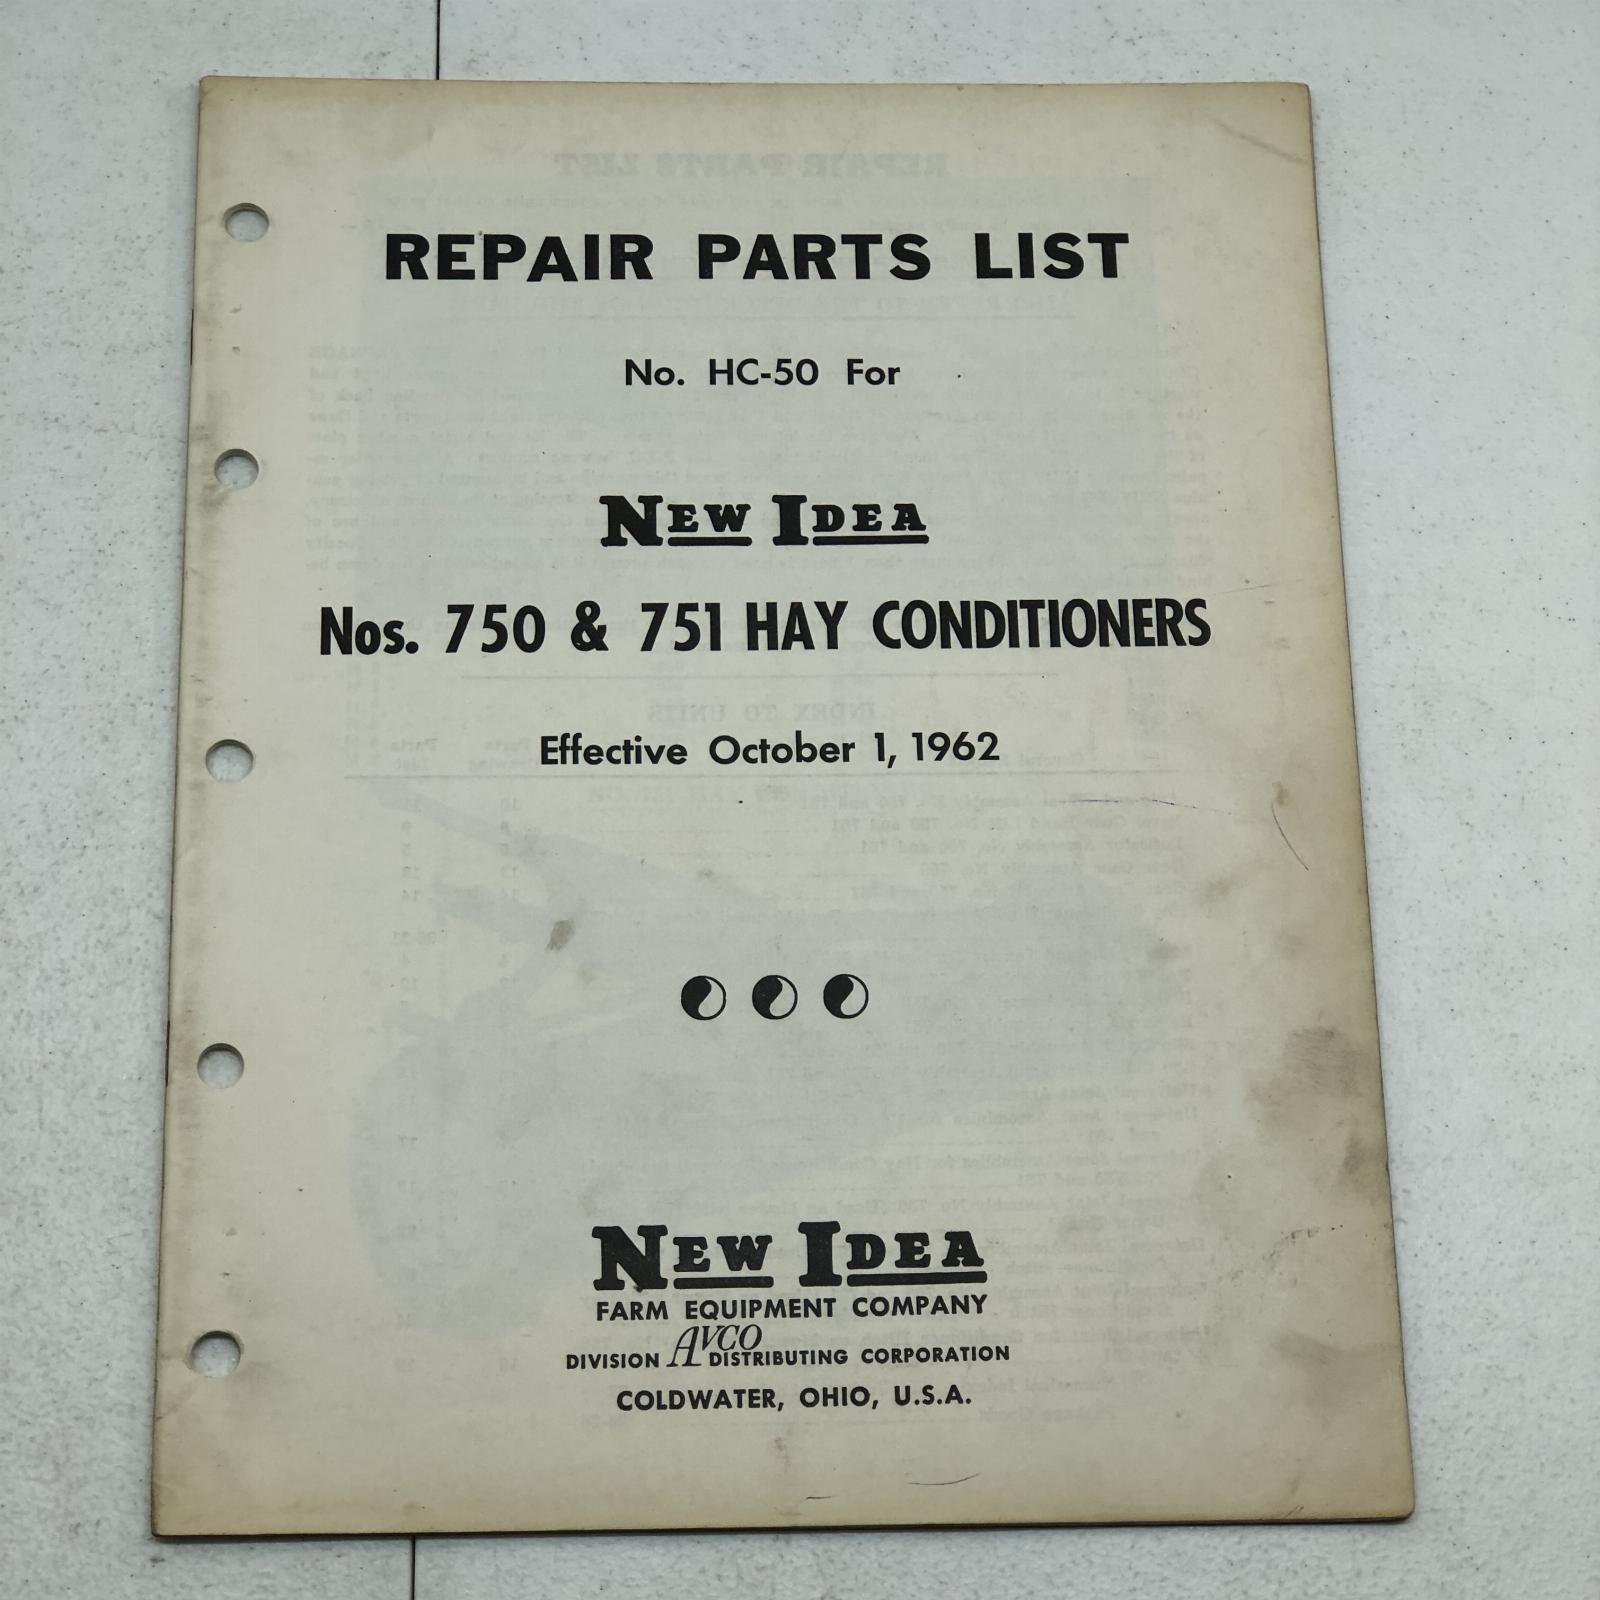 REPAIR PARTS LIST
No. HC-50 For
NEW IDEA
Nos. 750 & 751 HAY CONDITIONERS
Effective October 1, 1962
NEW IDEA
FARM EQUIPMENT COMPANY
DIVISION AVCO DISTRIBUTING CORPORATION
COLDWATER, OHIO, U.S.A.